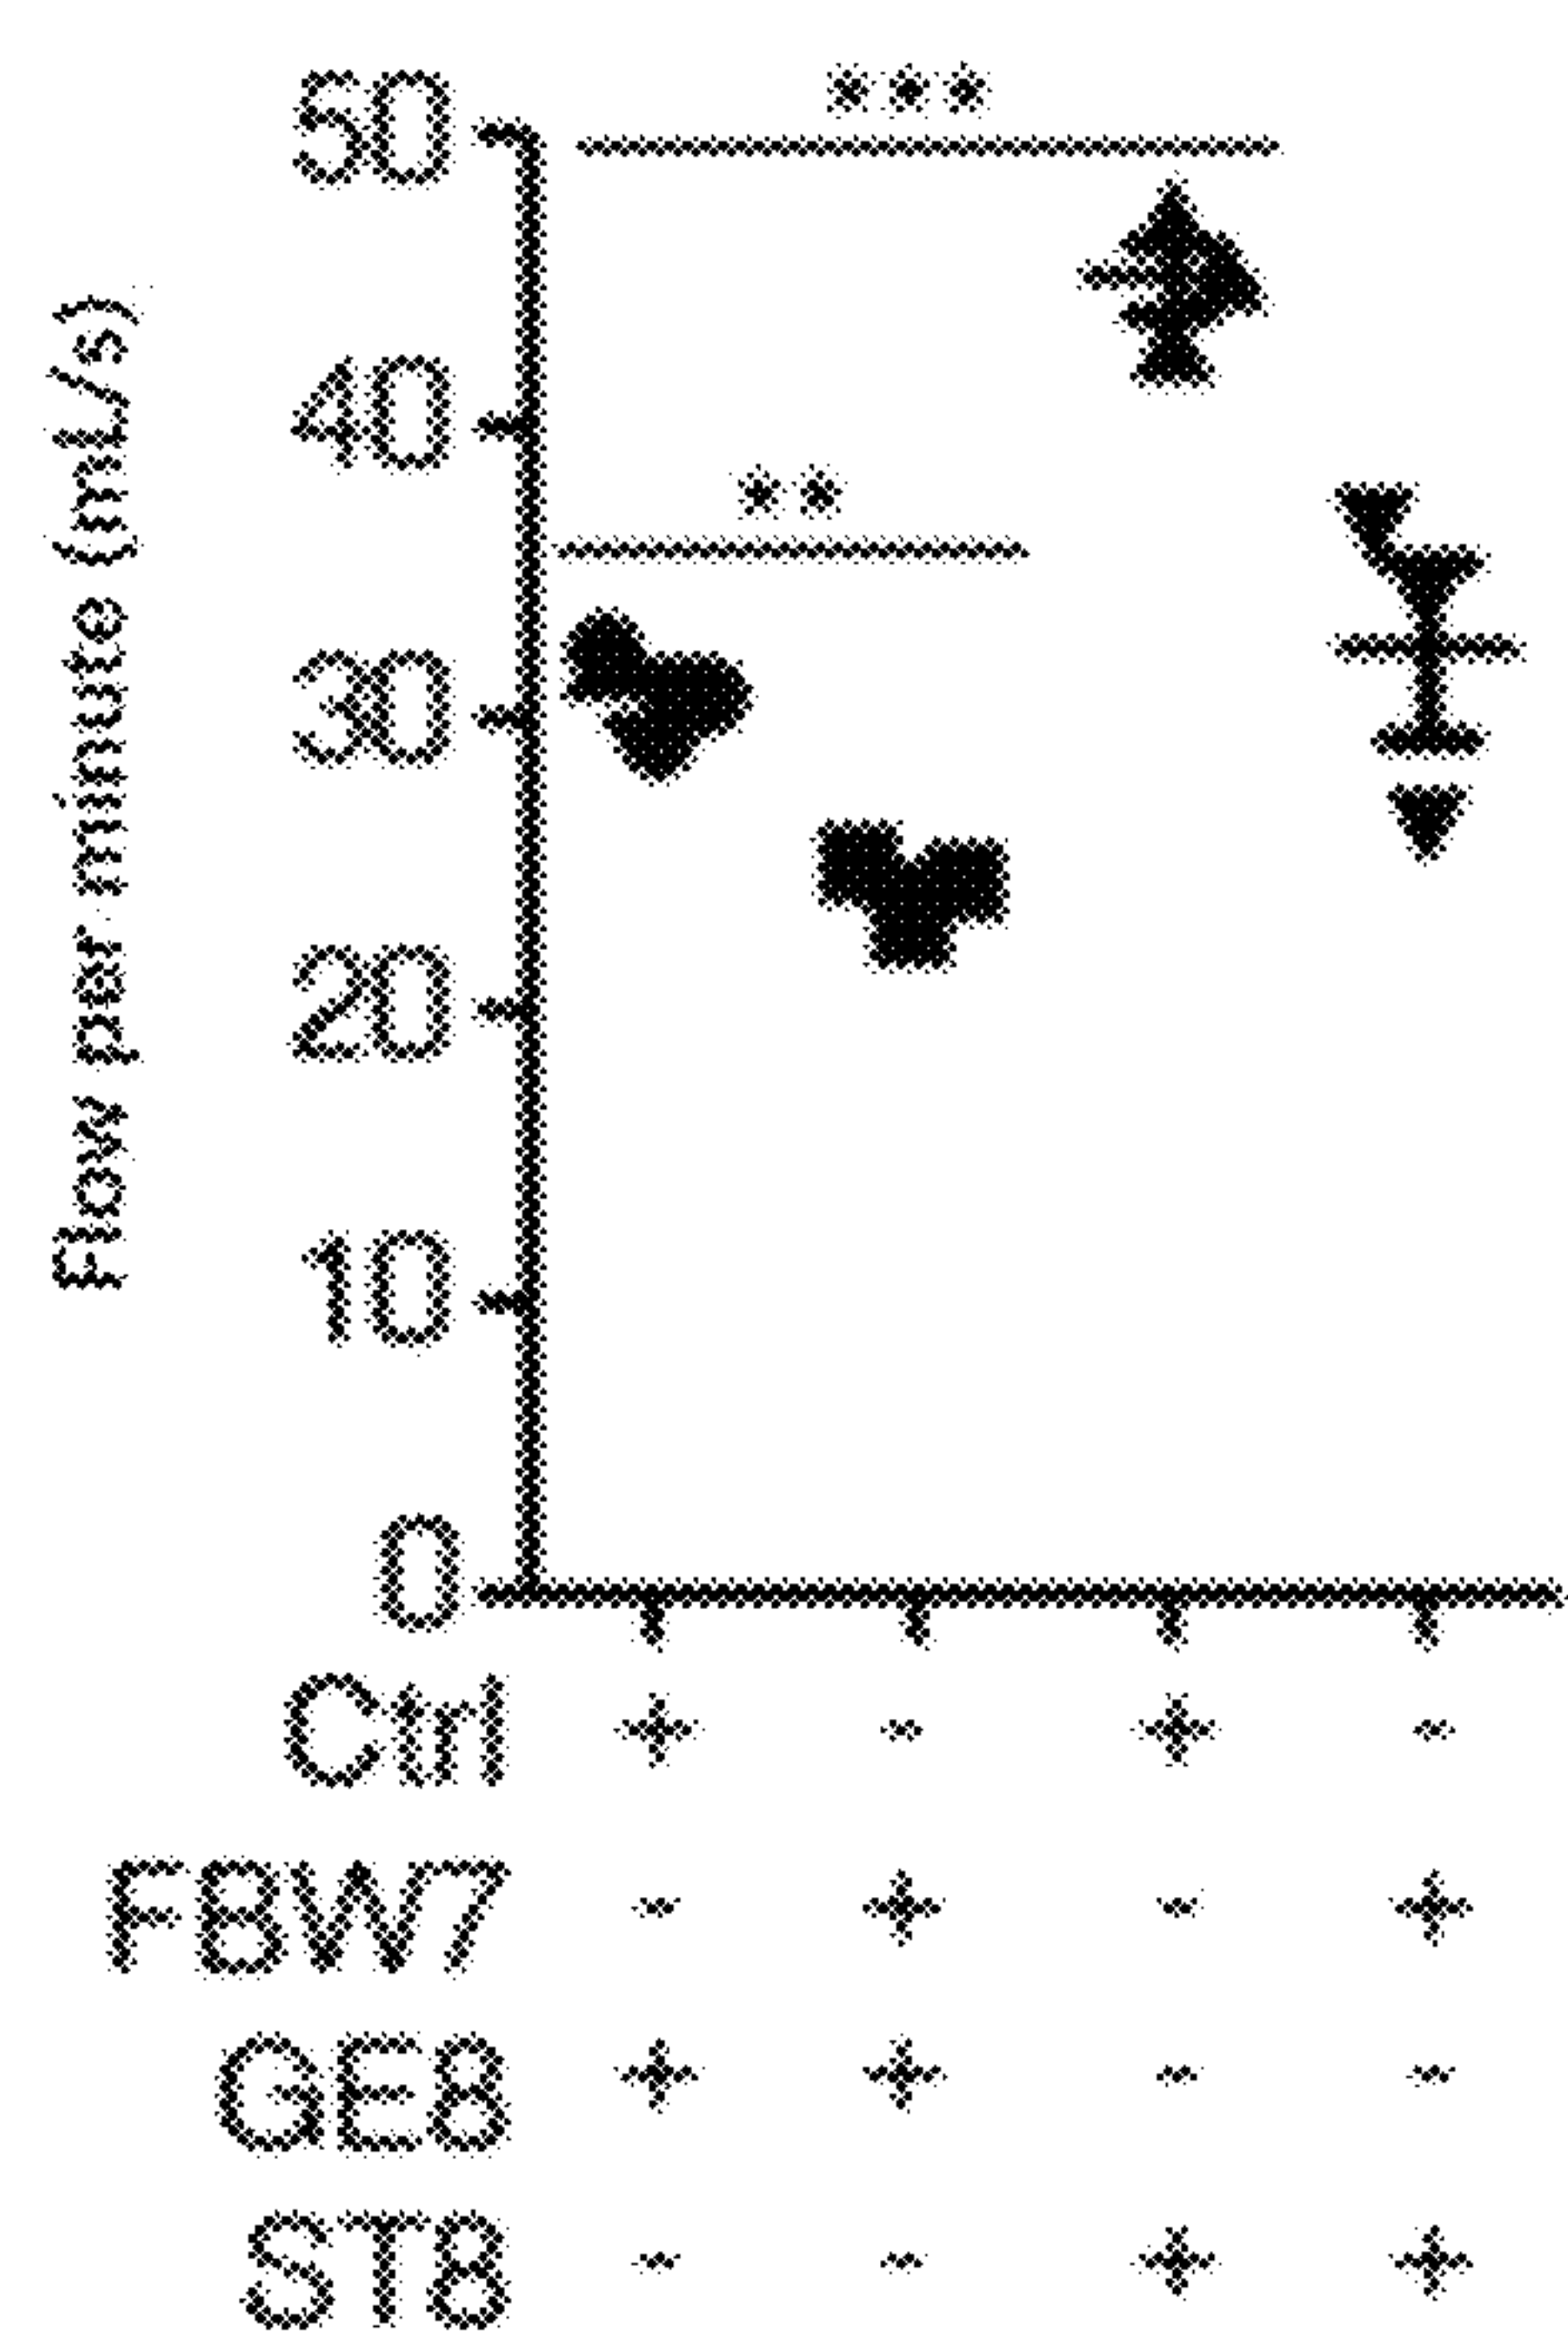 Flow per minute (mL/s)
50
40
30
20
10
0
***
**
Ctrl + - + -
FBW7 - + - +
GE8 + + - -
ST8 - - + +